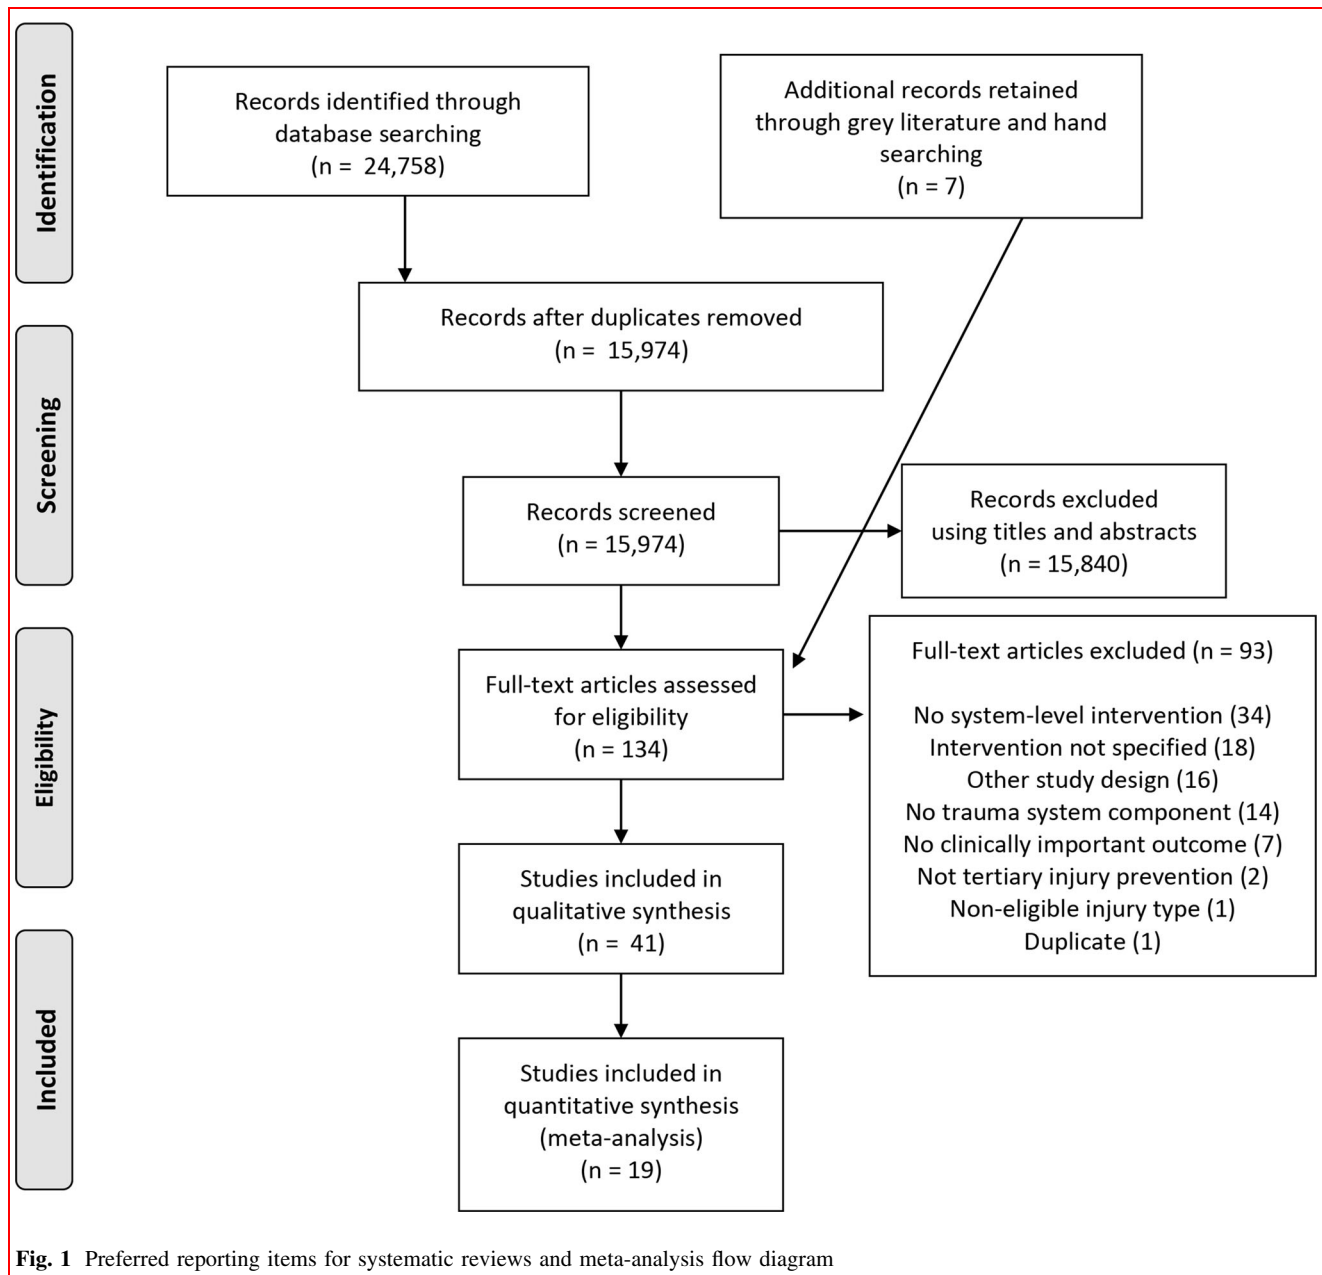 Identification
Records identified through
database searching
(n =  24,758)
Additional records retained
through grey literature and hand
searching
(n = 7)
Records after duplicates removed
(n =  15,974)
Screening
Records screened
(n = 15,974)
Records excluded
using titles and abstracts
(n = 15,840)
Eligibility
Full-text articles assessed
for eligibility
(n = 134)
Full-text articles excluded (n = 93)
No system-level intervention (34)
Intervention not specified (18)
Other study design (16)
No trauma system component (14)
No clinically important outcome (7)
Not tertiary injury prevention (2)
Non-eligible injury type (1)
Duplicate (1)
Studies included in
qualitative synthesis
(n =  41)
Included
Studies included in
quantitative synthesis
(meta-analysis)
(n = 19)
Fig. 1 Preferred reporting items for systematic reviews and meta-analysis flow diagram